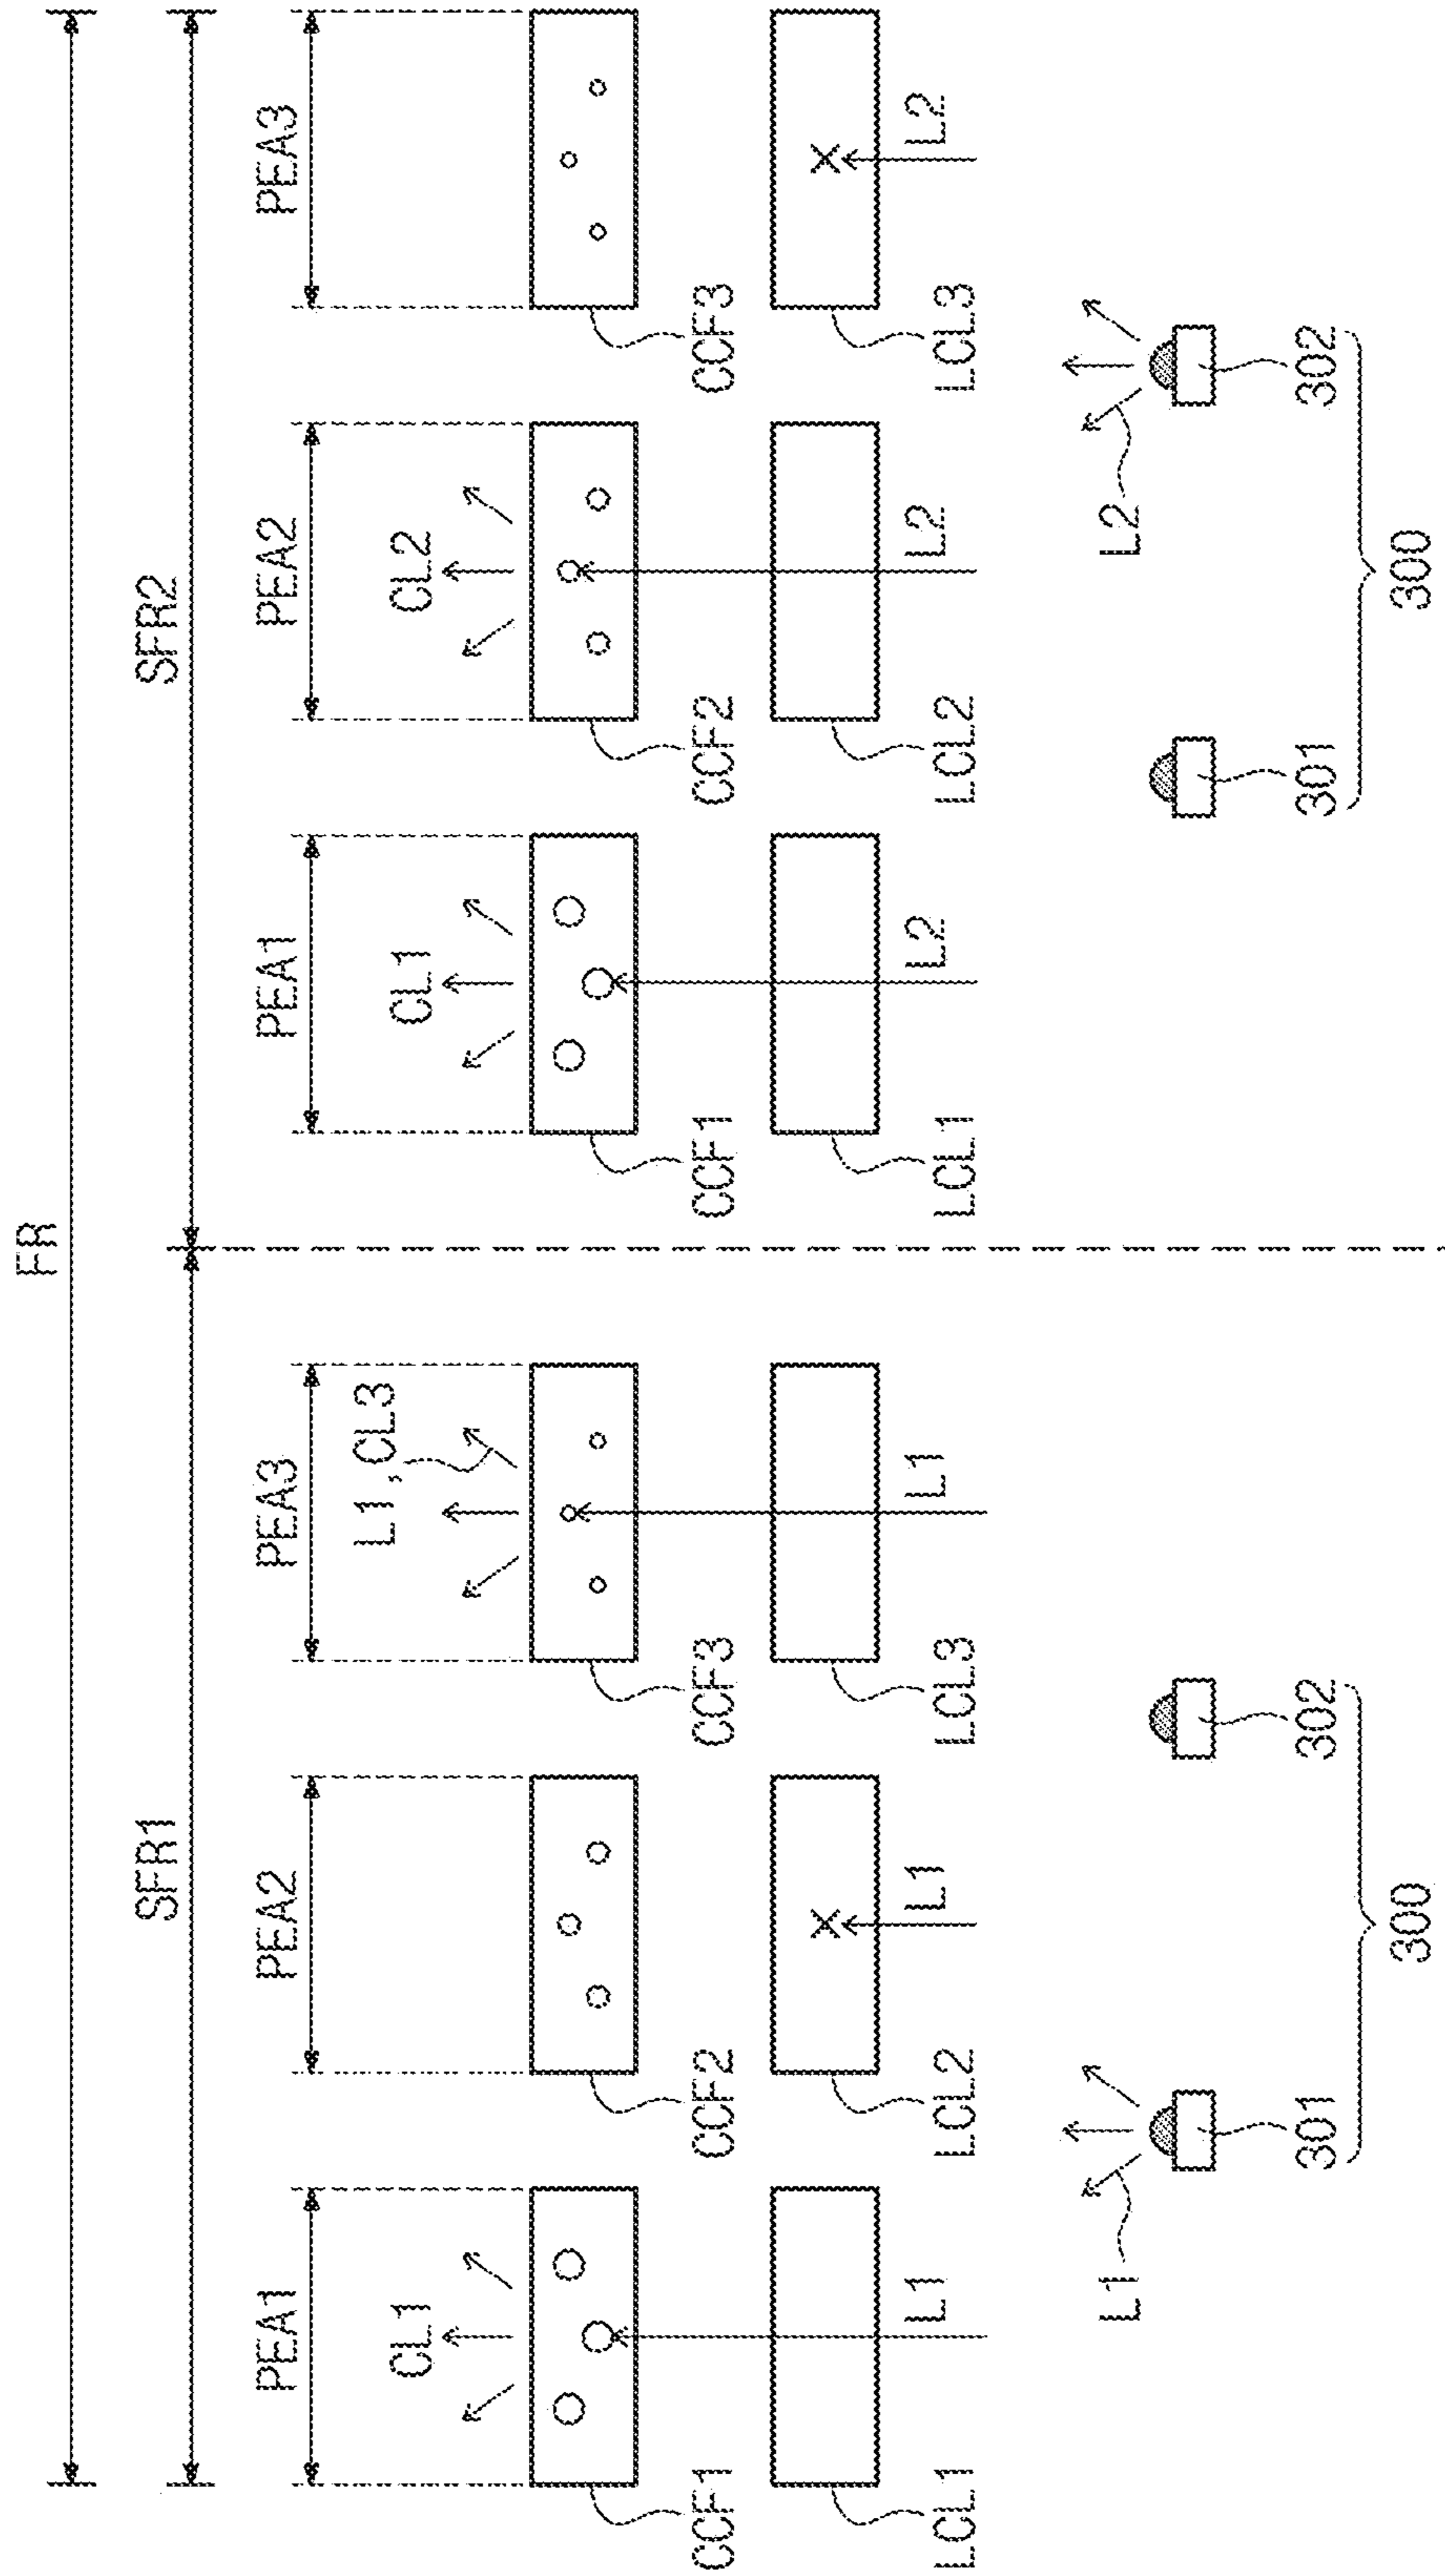 FR
SFR1 SFR2
PEA1 PEA2 PEA3 PEA1 PEA2 PEA3
L1,CL3
CL1 CL1 CL2
CCF1 CCF2 CCF3 CCF1 CCF2 CCF3
L1 L1 L1 L2 L2 L2
LCL1 LCL2 LCL3 LCL1 LCL2 LCL3
L1 L2
301 302 301 302
300 300